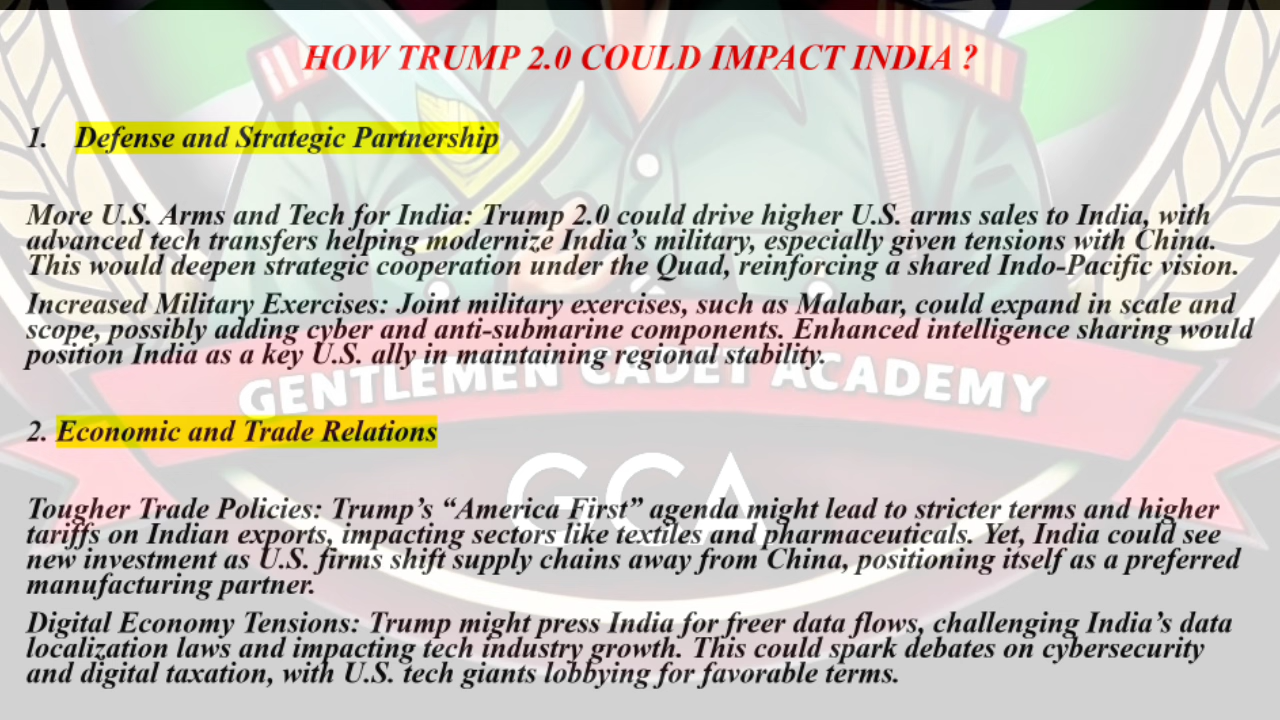 HOW TRUMP 2.0 COULD IMPACT INDIA ?
1. Defense and Strategic Partnership
More U.S. Arms and Tech for India: Trump 2.0 could drive higher U.S. arms sales to India, with
advanced tech transfers helping modernize India’s military, especially given tensions with China.
This would deepen strategic cooperation under the Quad, reinforcing a shared Indo-Pacific vision.
Increased Military Exercises: Joint military exercises, such as Malabar, could expand in scale and
scope, possibly adding cyber and anti-submarine components. Enhanced intelligence sharing would
position India as a key U.S. ally in maintaining regional stability.
GENTLEMEN CADET ACADEMY
2. Economic and Trade Relations
GCA
Tougher Trade Policies: Trump’s “America First” agenda might lead to stricter terms and higher
tariffs on Indian exports, impacting sectors like textiles and pharmaceuticals. Yet, India could see
new investment as U.S. firms shift supply chains away from China, positioning itself as a preferred
manufacturing partner.
Digital Economy Tensions: Trump might press India for freer data flows, challenging India’s data
localization laws and impacting tech industry growth. This could spark debates on cybersecurity
and digital taxation, with U.S. tech giants lobbying for favorable terms.